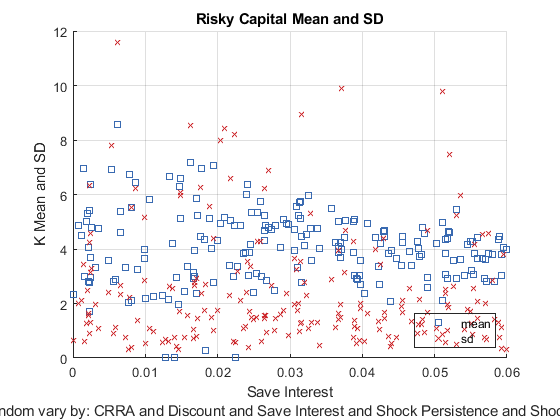 Risky Capital Mean and SD
K Mean and SD
12
10
8
6
4
2
0
mean
sd
0 0.01 0.02 0.03 0.04 0.05 0.06
Save Interest
ndom vary by: CRRA and Discount and Save Interest and Shock Persistence and Shoc